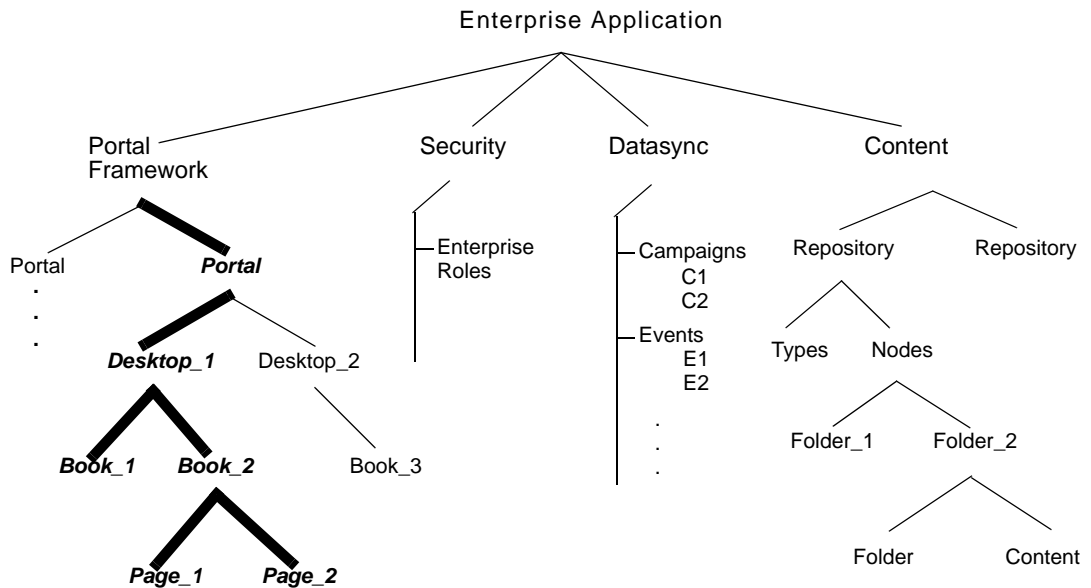 Enterprise Application
Portal Framework
Security
Datasync
Content
Enterprise Roles
Campaigns
C1
C2
Events
E1
E2
.
.
.
Repository
Repository
Portal
Portal
.
.
.
Desktop_1
Desktop_2
Types
Nodes
Book_1
Book_2
Book_3
Folder_1
Folder_2
Page_1
Page_2
Folder
Content